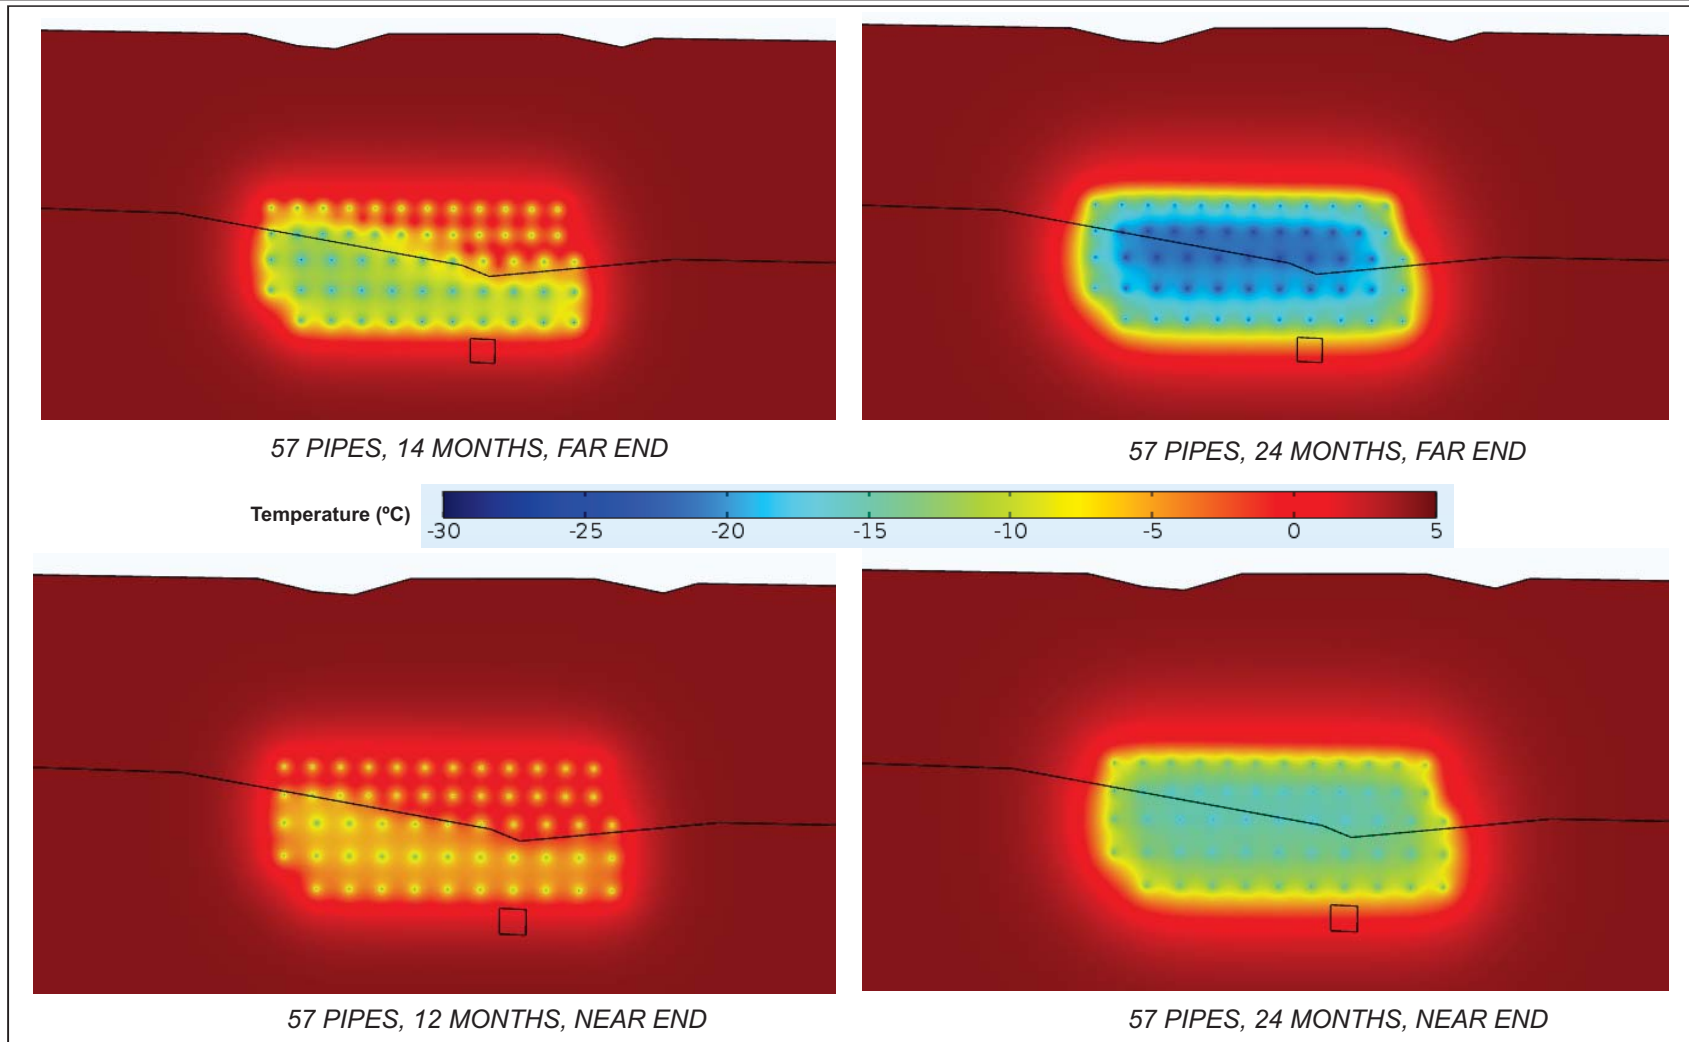 57 PIPES, 14 MONTHS, FAR END
57 PIPES, 24 MONTHS, FAR END
Temperature (ºC)
-30 -25 -20 -15 -10 -5 0 5
57 PIPES, 12 MONTHS, NEAR END
57 PIPES, 24 MONTHS, NEAR END